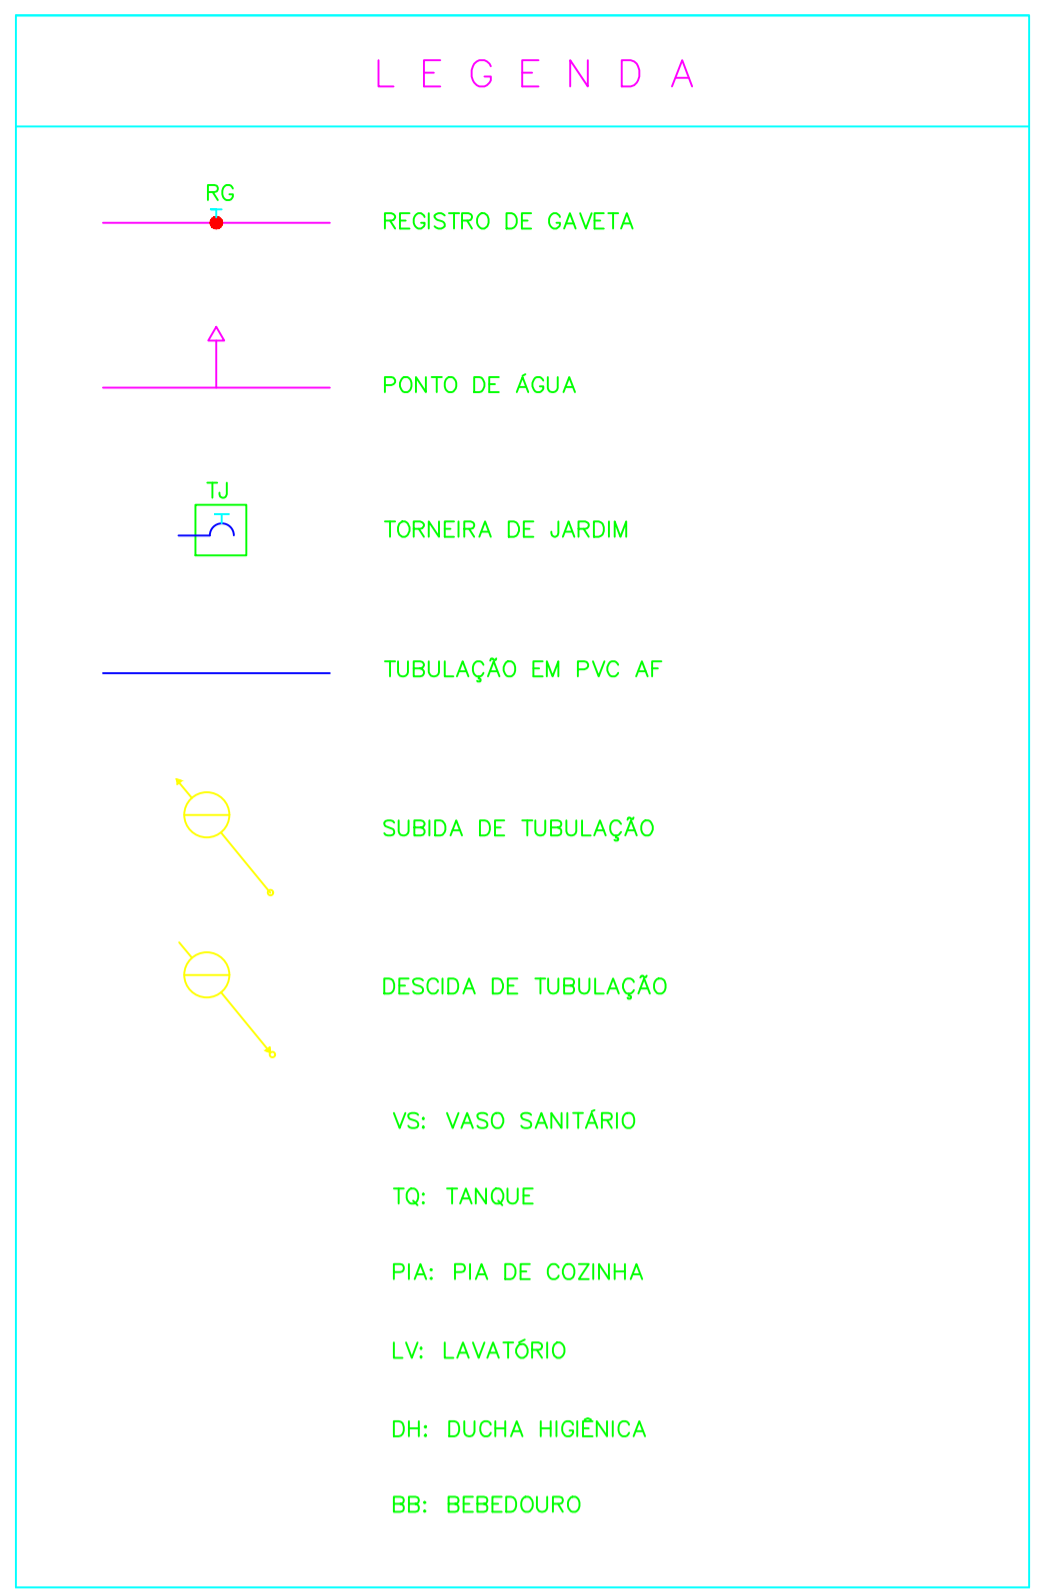 L E G E N D A
RG
REGISTRO DE GAVETA
PONTO DE ÁGUA
TJ
TORNEIRA DE JARDIM
TUBULAÇÃO EM PVC AF
SUBIDA DE TUBULAÇÃO
DESCIDA DE TUBULAÇÃO
VS: VASO SANITÁRIO
TQ: TANQUE
PIA: PIA DE COZINHA
LV: LAVATÓRIO
DH: DUCHA HIGIÊNICA
BB: BEBEDOURO